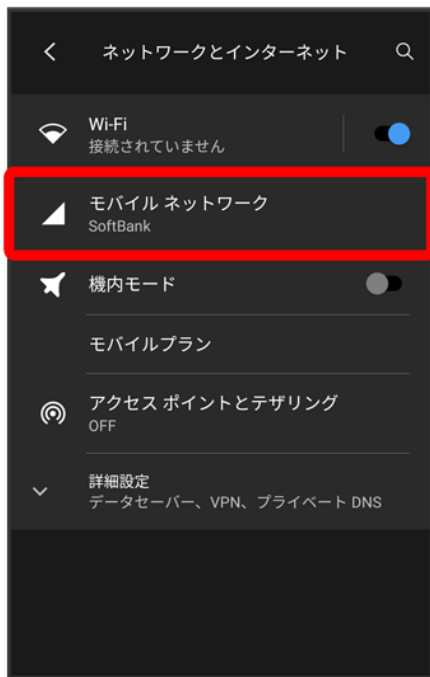 ネットワークとインターネット
Wi-Fi
接続されていません
モバイル ネットワーク
SoftBank
機内モード
モバイルプラン
アクセス ポイントとテザリング
OFF
詳細設定
データセーバー、VPN、プライベート DNS